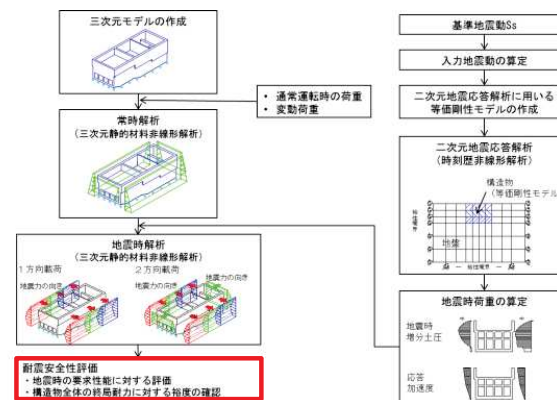 三次元モデルの作成
・ 通常運転時の荷重
・ 変動荷重
常時解析
(三次元静的材料非線形解析)
地震時解析
(三次元静的材料非線形解析)
1方向載荷
地震力の向き
2方向載荷
地震力の向き
地震力の向き
耐震安全性評価
・地震時の要求性能に対する評価
・構造物全体の終局耐力に対する裕度の確認
基準地震動Ss
入力地震動の算定
二次元地震応答解析に用いる
等価剛性モデルの作成
二次元地震応答解析
(時刻歴非線形解析)
構造物
(等価剛性モデル)
地盤
粘性境界
粘性境界
地震時荷重の算定
地震時
増分土圧
応答
加速度